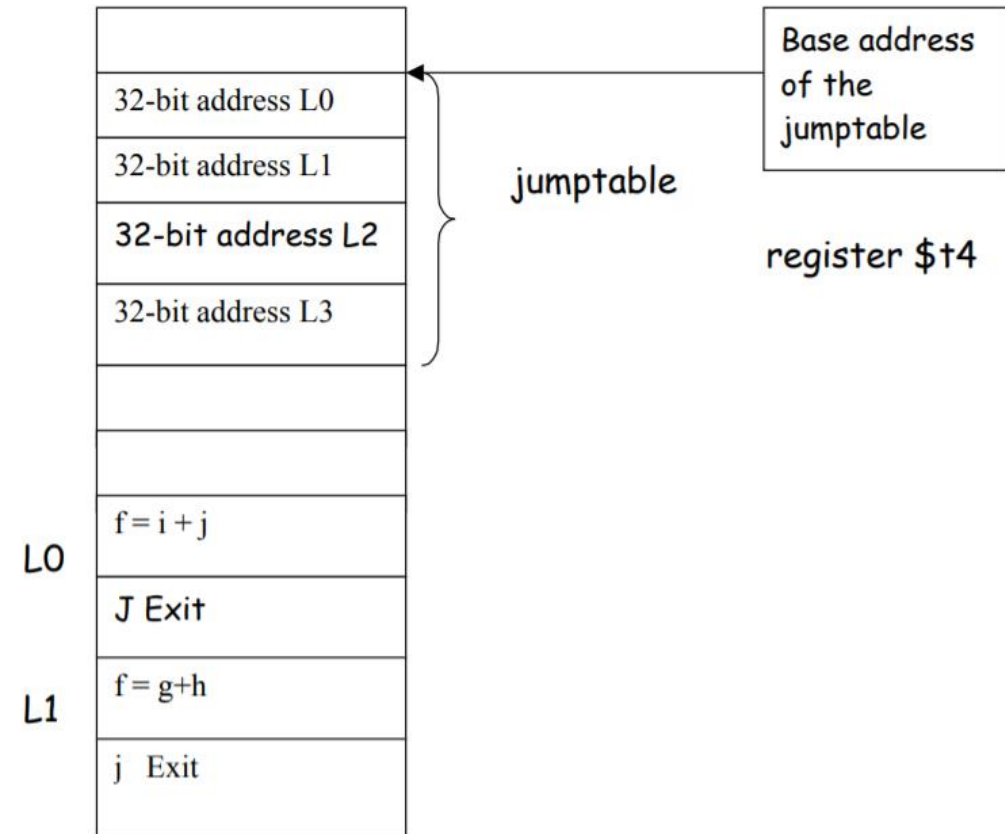 Base address
of the
jumptable
32-bit address L0
32-bit address L1
jumptable
32-bit address L2
register $t4
32-bit address L3
f = i + j
L0
J Exit
f = g+h
L1
j Exit